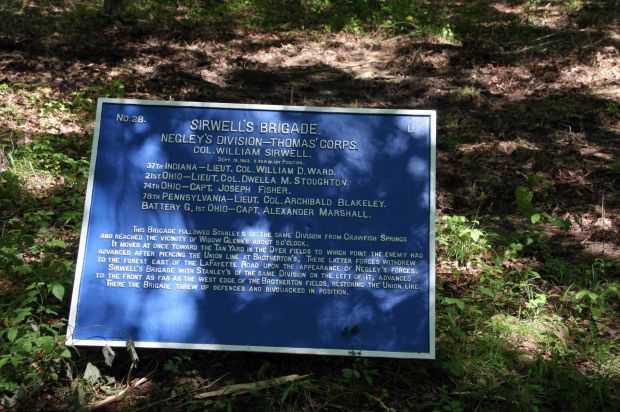 No. 28. U.
SIRWELL'S BRIGADE.
NEGLEY'S DIVISION—THOMAS' CORPS.
COL. WILLIAM SIRWELL.
SEPT. 19, 1863. POSITION.
37TH INDIANA—LIEUT. COL. WILLIAM D. WARD.
21ST OHIO—LIEUT. COL. DWELLA M. STOUGHTON.
74TH OHIO—CAPT. JOSEPH FISHER.
78TH PENNSYLVANIA—LIEUT. COL. ARCHIBALD BLAKELEY.
BATTERY G, 1ST OHIO—CAPT. ALEXANDER MARSHALL.
THIS BRIGADE FOLLOWED STANLEY'S OF THE SAME DIVISION FROM CRAWFISH SPRINGS
AND REACHED THE VICINITY OF WIDOW GLENN'S ABOUT 5 O'CLOCK.
IT MOVED AT ONCE TOWARD THE TAN YARD IN THE DYER FIELDS TO WHICH POINT THE ENEMY HAD
ADVANCED AFTER PIERCING THE UNION LINE AT BROTHERTON'S. THESE LATTER FORCES WITHDREW
TO THE FOREST EAST OF THE LAFAYETTE ROAD UPON THE APPEARANCE OF NEGLEY'S FORCES.
SIRWELL'S BRIGADE WITH STANLEY'S OF THE SAME DIVISION ON THE LEFT OF IT, ADVANCED
TO THE FRONT AS FAR AS THE WEST EDGE OF THE BROTHERTON FIELDS, RESTORING THE UNION LINE.
THERE THE BRIGADE THREW UP DEFENCES AND BIVOUACKED IN POSITION.